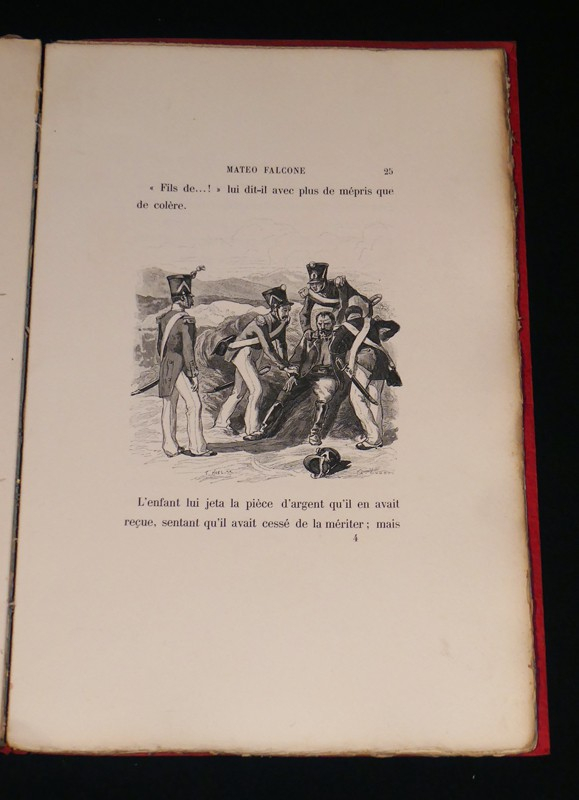 MATEO FALCONE 25
« Fils de...! » lui dit-il avec plus de mépris que
de colère.
L'enfant lui jeta la pièce d'argent qu'il en avait
reçue, sentant qu'il avait cessé de la mériter ; mais
4